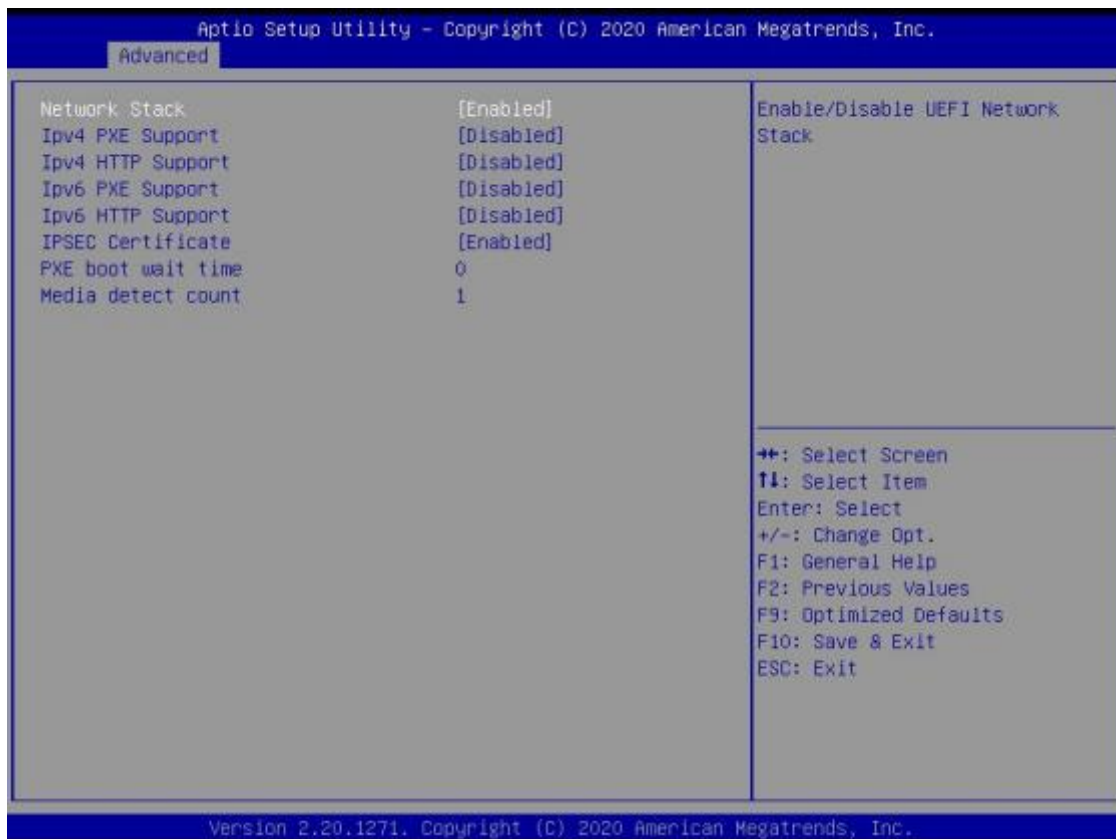 Aptio Setup Utility – Copyright (C) 2020 American Megatrends, Inc.
Advanced
Network Stack [Enabled]
Ipv4 PXE Support [Disabled]
Ipv4 HTTP Support [Disabled]
Ipv6 PXE Support [Disabled]
Ipv6 HTTP Support [Disabled]
IPSEC Certificate [Enabled]
PXE boot wait time 0
Media detect count 1
Enable/Disable UEFI Network
Stack
→←: Select Screen
↑↓: Select Item
Enter: Select
+/-: Change Opt.
F1: General Help
F2: Previous Values
F9: Optimized Defaults
F10: Save & Exit
ESC: Exit
Version 2.20.1271. Copyright (C) 2020 American Megatrends, Inc.